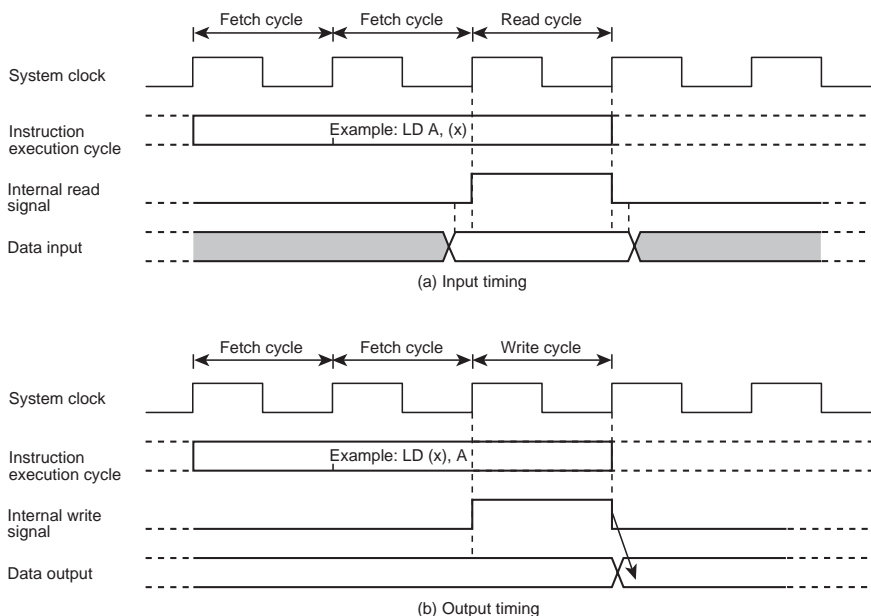 Fetch cycle Fetch cycle Read cycle
System clock
Instruction
execution cycle
Example: LD A, (x)
Internal read
signal
Data input
(a) Input timing
Fetch cycle Fetch cycle Write cycle
System clock
Instruction
execution cycle
Example: LD (x), A
Internal write
signal
Data output
(b) Output timing